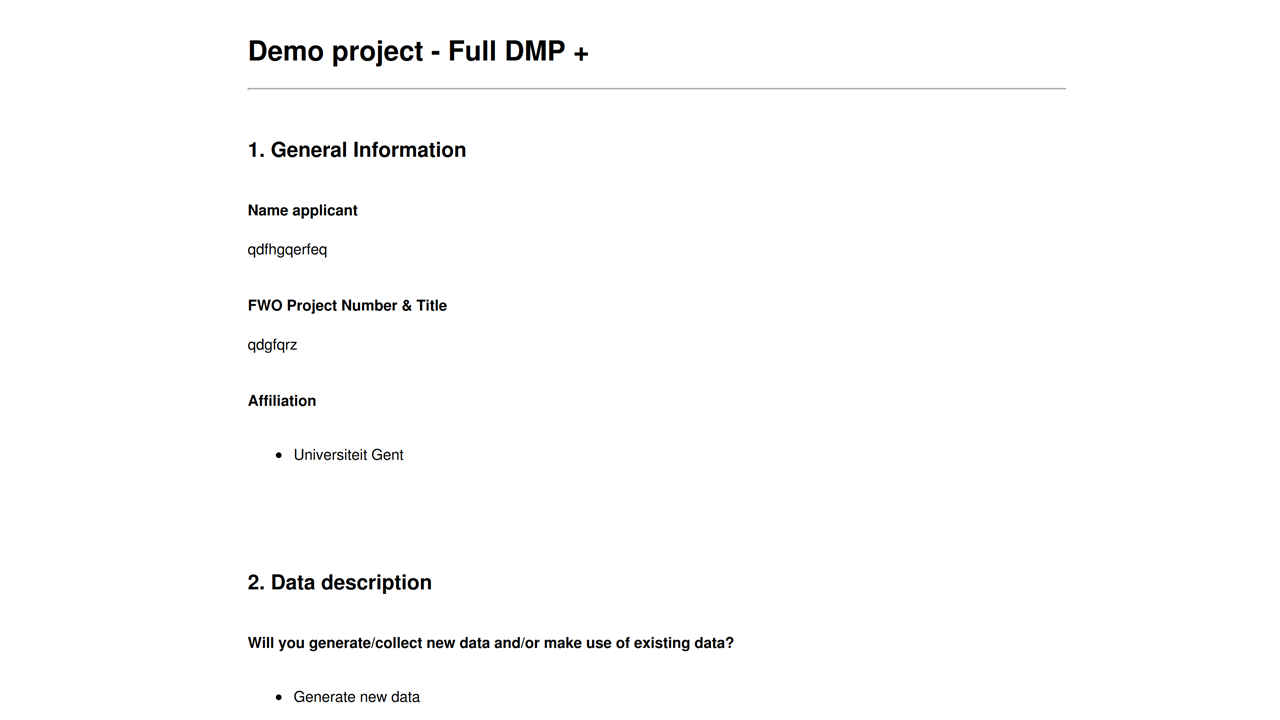 Demo project - Full DMP +
1. General Information
Name applicant
qdfhgqerfeq
FWO Project Number & Title
qdgfqrz
Affiliation
• Universiteit Gent
2. Data description
Will you generate/collect new data and/or make use of existing data?
• Generate new data